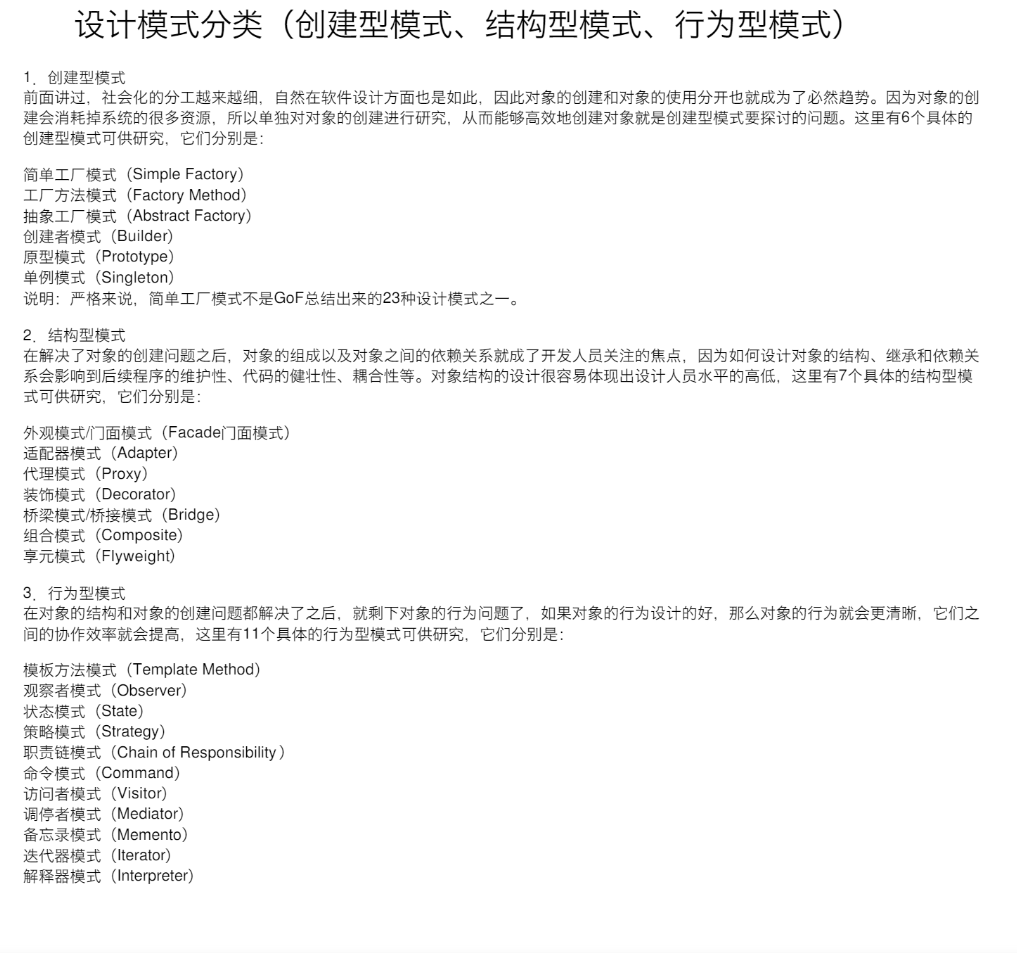 设计模式分类（创建型模式、结构型模式、行为型模式）
1．创建型模式
前面讲过，社会化的分工越来越细，自然在软件设计方面也是如此，因此对象的创建和对象的使用分开也就成为了必然趋势。因为对象的创
建会消耗掉系统的很多资源，所以单独对对象的创建进行研究，从而能够高效地创建对象就是创建型模式要探讨的问题。这里有6个具体的
创建型模式可供研究，它们分别是：
简单工厂模式（Simple Factory）
工厂方法模式（Factory Method）
抽象工厂模式（Abstract Factory）
创建者模式（Builder）
原型模式（Prototype）
单例模式（Singleton）
说明：严格来说，简单工厂模式不是GoF总结出来的23种设计模式之一。
2．结构型模式
在解决了对象的创建问题之后，对象的组成以及对象之间的依赖关系就成了开发人员关注的焦点，因为如何设计对象的结构、继承和依赖关
系会影响到后续程序的维护性、代码的健壮性、耦合性等。对象结构的设计很容易体现出设计人员水平的高低，这里有7个具体的结构型模
式可供研究，它们分别是：
外观模式/门面模式（Facade门面模式）
适配器模式（Adapter）
代理模式（Proxy）
装饰模式（Decorator）
桥梁模式/桥接模式（Bridge）
组合模式（Composite）
享元模式（Flyweight）
3．行为型模式
在对象的结构和对象的创建问题都解决了之后，就剩下对象的行为问题了，如果对象的行为设计的好，那么对象的行为就会更清晰，它们之
间的协作效率就会提高，这里有11个具体的行为型模式可供研究，它们分别是：
模板方法模式（Template Method）
观察者模式（Observer）
状态模式（State）
策略模式（Strategy）
职责链模式（Chain of Responsibility）
命令模式（Command）
访问者模式（Visitor）
调停者模式（Mediator）
备忘录模式（Memento）
迭代器模式（Iterator）
解释器模式（Interpreter）